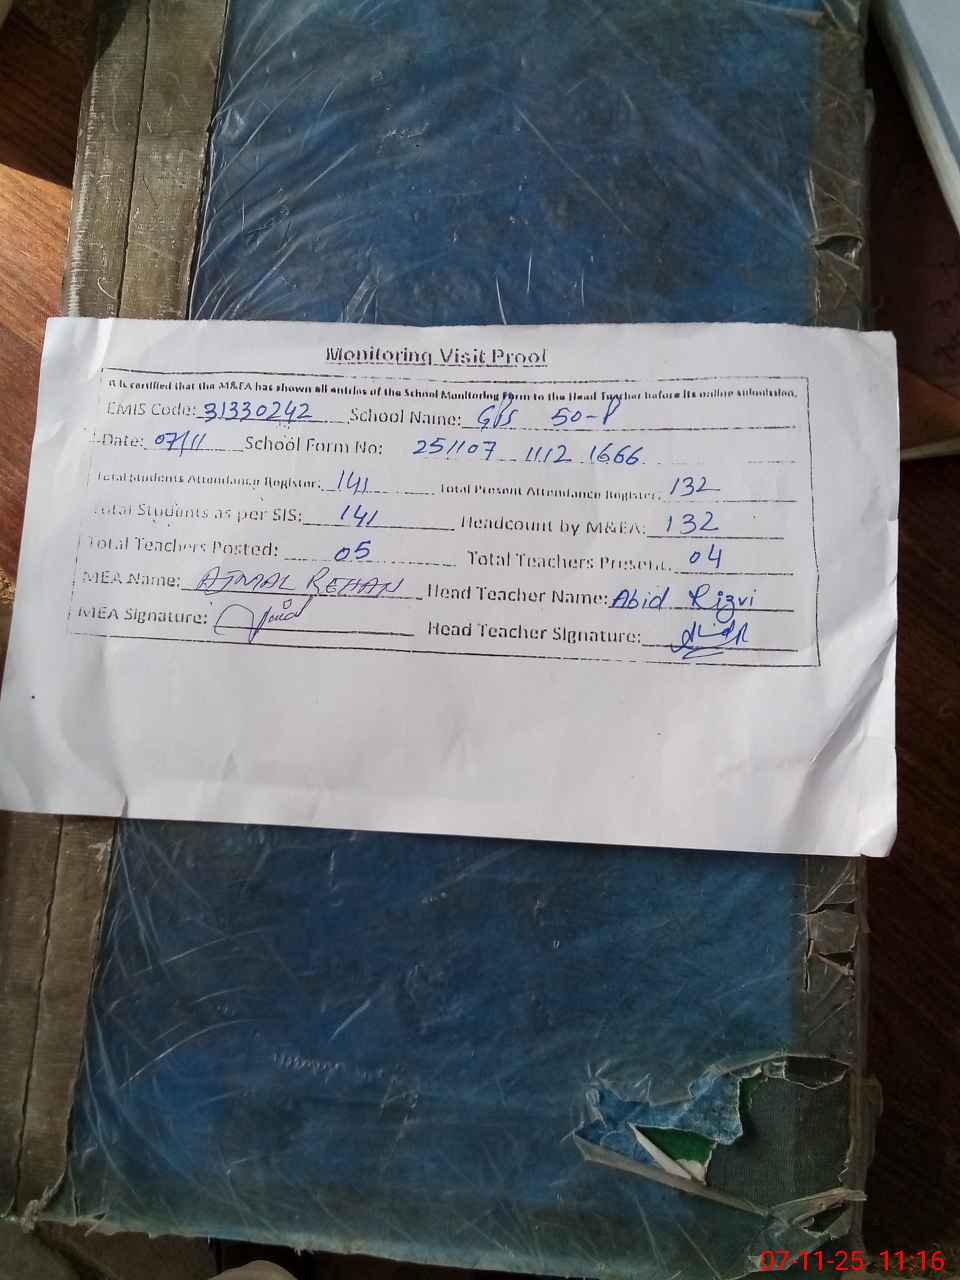 Monitoring Visit Proof
It is certified that the M&EA has shown all entries of the School Monitoring Form to the Head Teacher before its online submission.
EMIS Code: 31330242 School Name: GPS 50-P
Date: 07/11 School Form No: 251107 1112 1666
Total Students Attendance Register: 141 Total Present Attendance Register: 132
Total Students as per SIS: 141 Headcount by M&EA: 132
Total Teachers Posted: 05 Total Teachers Present: 04
MEA Name: AJMAL REHAN Head Teacher Name: Abid Rizvi
MEA Signature: Head Teacher Signature:
07-11-25 11:16